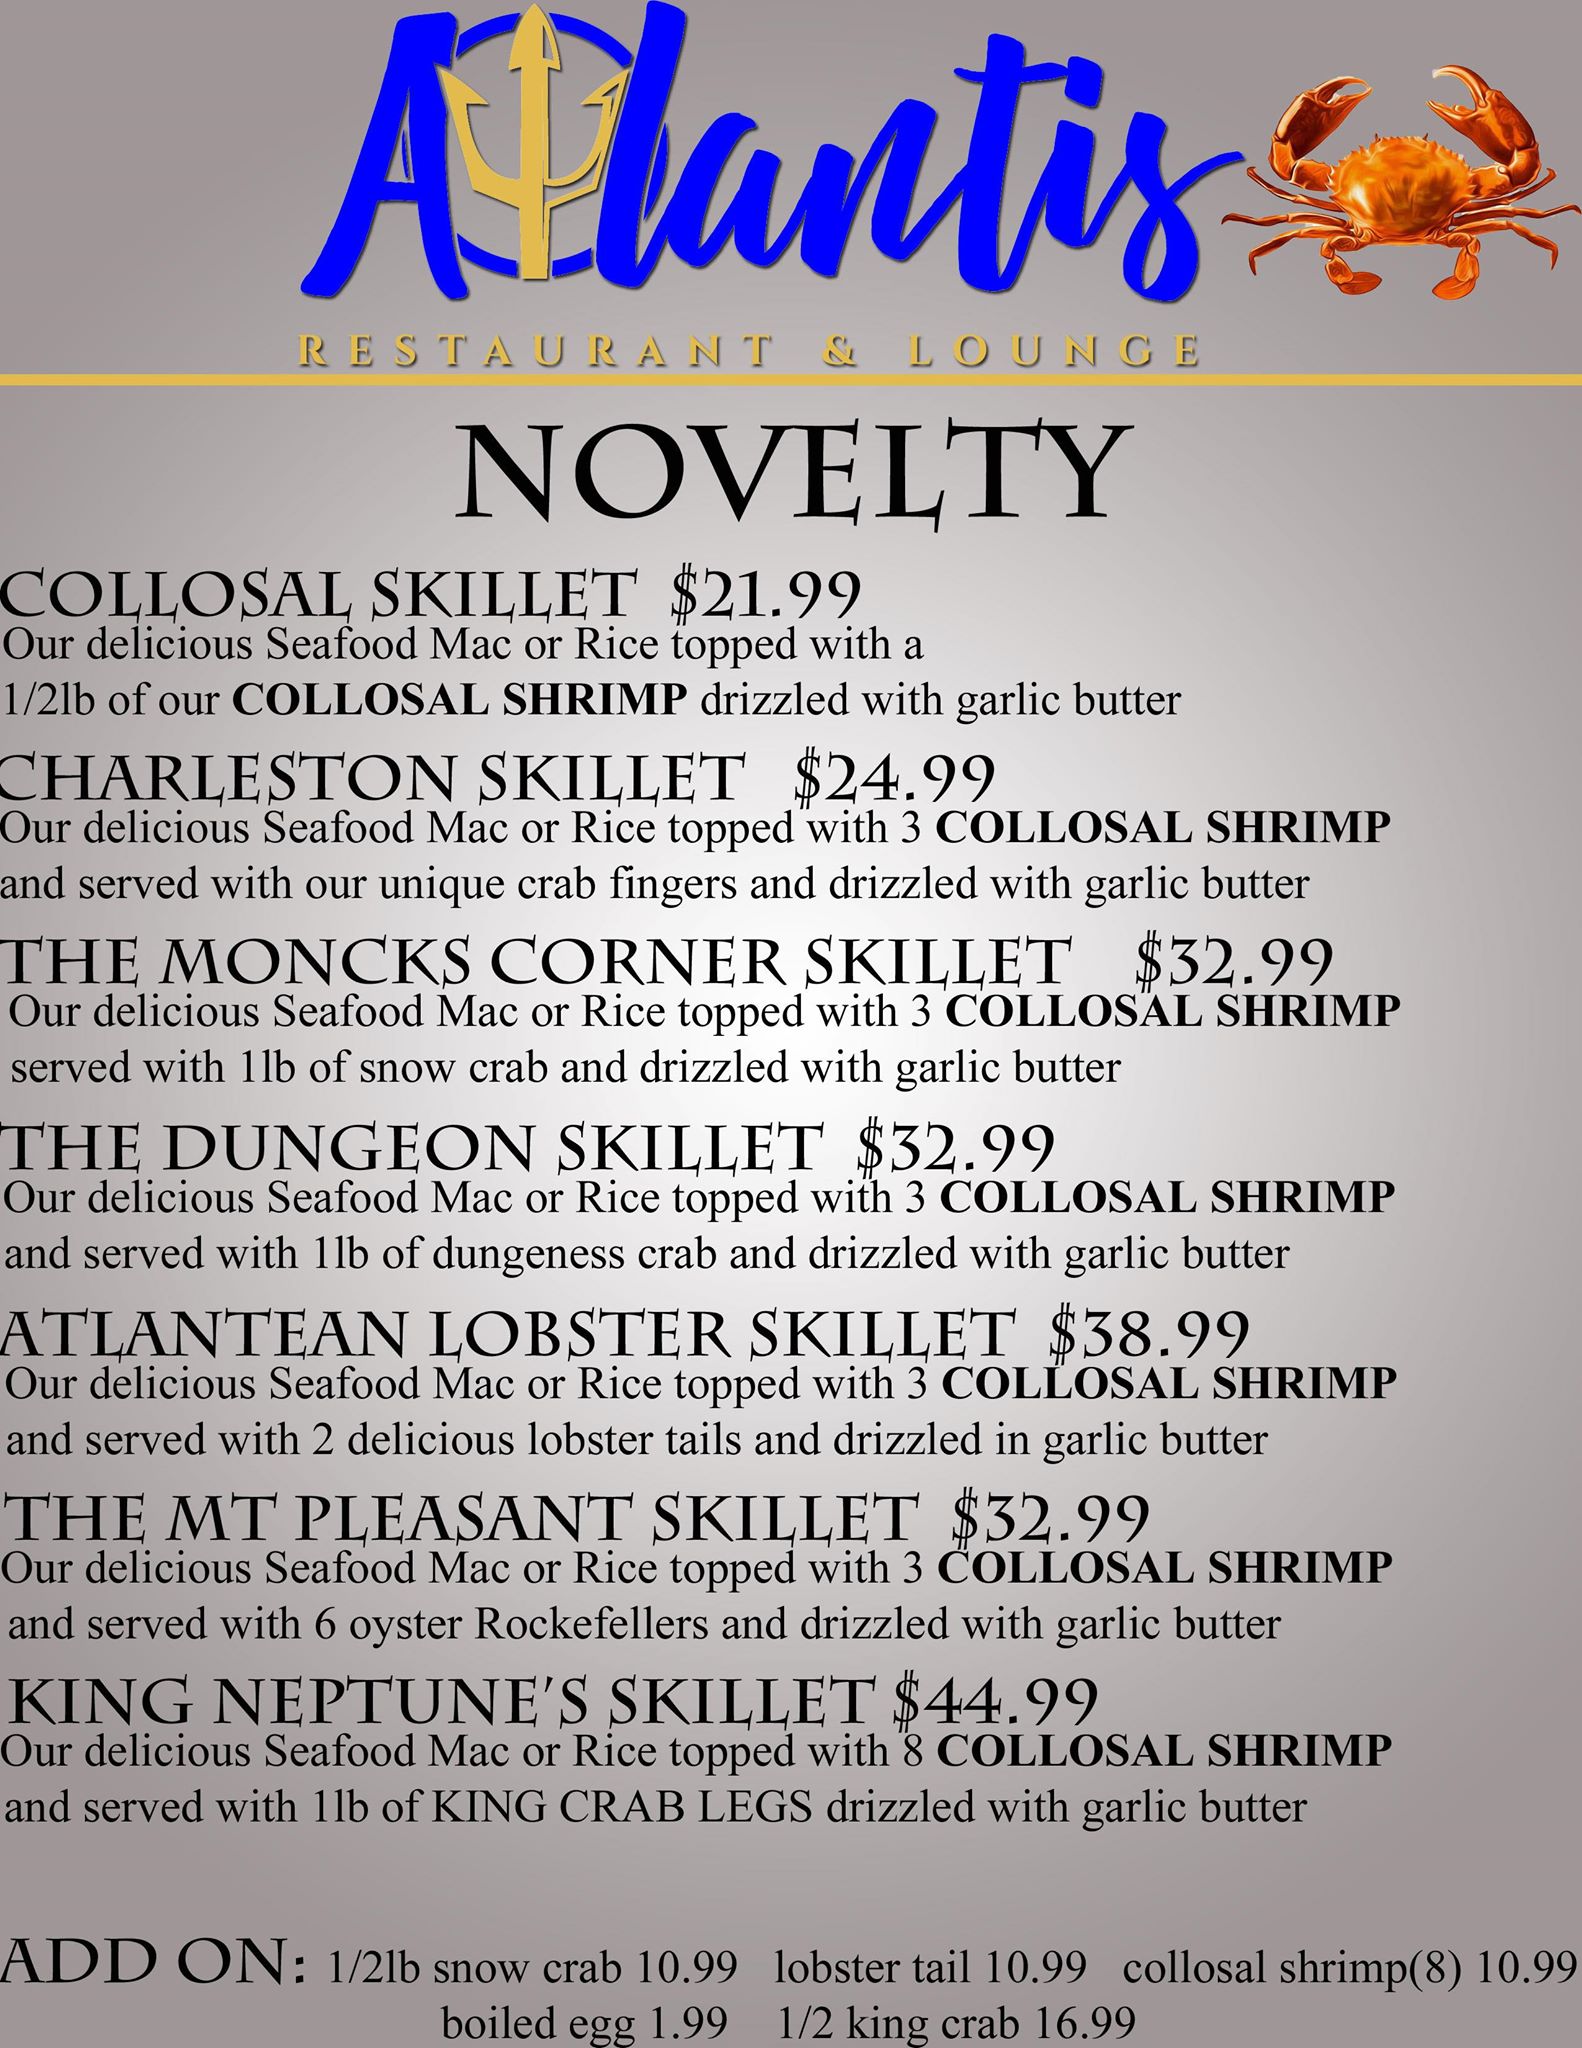 Atlantis
RESTAURANT & LOUNGE
NOVELTY
COLLOSAL SKILLET $21.99
Our delicious Seafood Mac or Rice topped with a
1/2lb of our COLLOSAL SHRIMP drizzled with garlic butter
CHARLESTON SKILLET $24.99
Our delicious Seafood Mac or Rice topped with 3 COLLOSAL SHRIMP
and served with our unique crab fingers and drizzled with garlic butter
THE MONCKS CORNER SKILLET $32.99
Our delicious Seafood Mac or Rice topped with 3 COLLOSAL SHRIMP
served with 1lb of snow crab and drizzled with garlic butter
THE DUNGEON SKILLET $32.99
Our delicious Seafood Mac or Rice topped with 3 COLLOSAL SHRIMP
and served with 1lb of dungeness crab and drizzled with garlic butter
ATLANTEAN LOBSTER SKILLET $38.99
Our delicious Seafood Mac or Rice topped with 3 COLLOSAL SHRIMP
and served with 2 delicious lobster tails and drizzled in garlic butter
THE MT PLEASANT SKILLET $32.99
Our delicious Seafood Mac or Rice topped with 3 COLLOSAL SHRIMP
and served with 6 oyster Rockefellers and drizzled with garlic butter
KING NEPTUNE'S SKILLET $44.99
Our delicious Seafood Mac or Rice topped with 8 COLLOSAL SHRIMP
and served with 1lb of KING CRAB LEGS drizzled with garlic butter
ADD ON: 1/2lb snow crab 10.99 lobster tail 10.99 collosal shrimp(8) 10.99
boiled egg 1.99 1/2 king crab 16.99